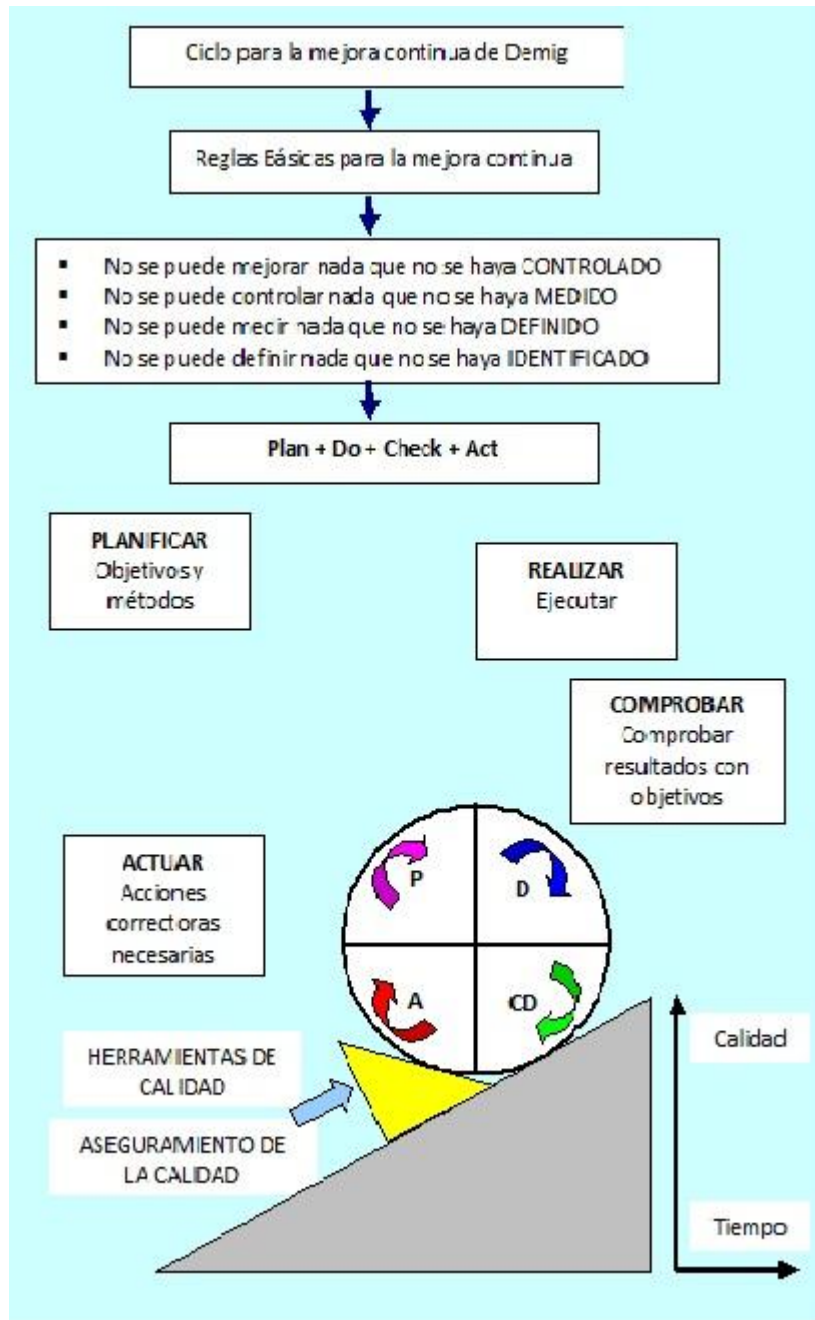 Ciclo para la mejora continua de Demig
Reglas Básicas para la mejora continua
▪ No se puede mejorar nada que no se haya CONTROLADO
▪ No se puede controlar nada que no se haya MEDIDO
▪ No se puede medir nada que no se haya DEFINIDO
▪ No se puede definir nada que no se haya IDENTIFICADO
Plan + Do + Check + Act
PLANIFICAR
Objetivos y
métodos
REALIZAR
Ejecutar
COMPROBAR
Comprobar
resultados con
objetivos
ACTUAR
Acciones
correctoras
necesarias
P
D
A
CD
HERRAMIENTAS DE
CALIDAD
ASEGURAMIENTO DE
LA CALIDAD
Calidad
Tiempo